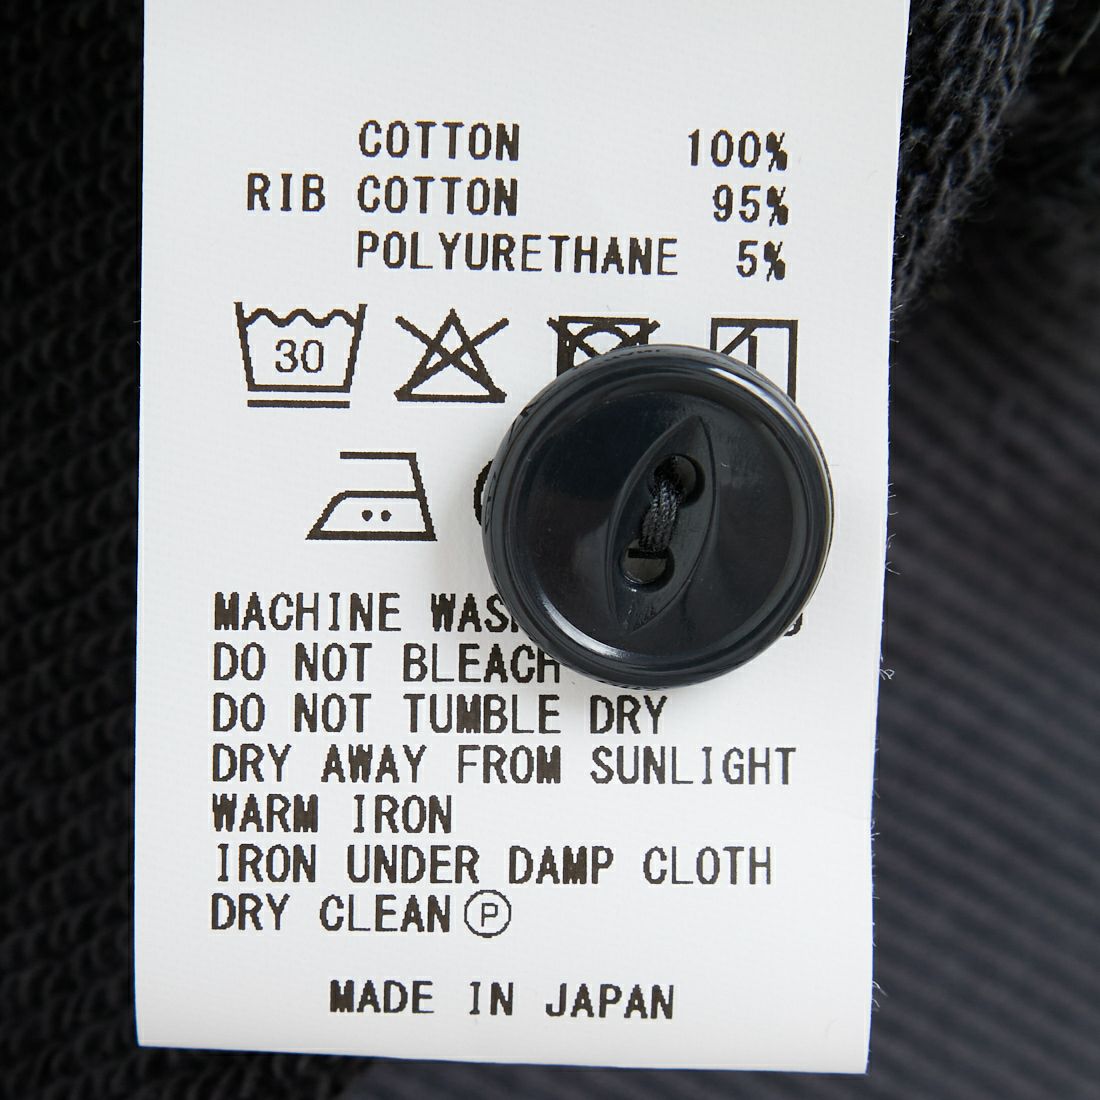 COTTON 100%
RIB COTTON 95%
POLYURETHANE 5%
30
MACHINE
DO NOT BLEACH
DO NOT TUMBLE DRY
DRY AWAY FROM SUNLIGHT
WARM IRON
IRON UNDER DAMP CLOTH
DRY CLEAN Ⓟ
MADE IN JAPAN